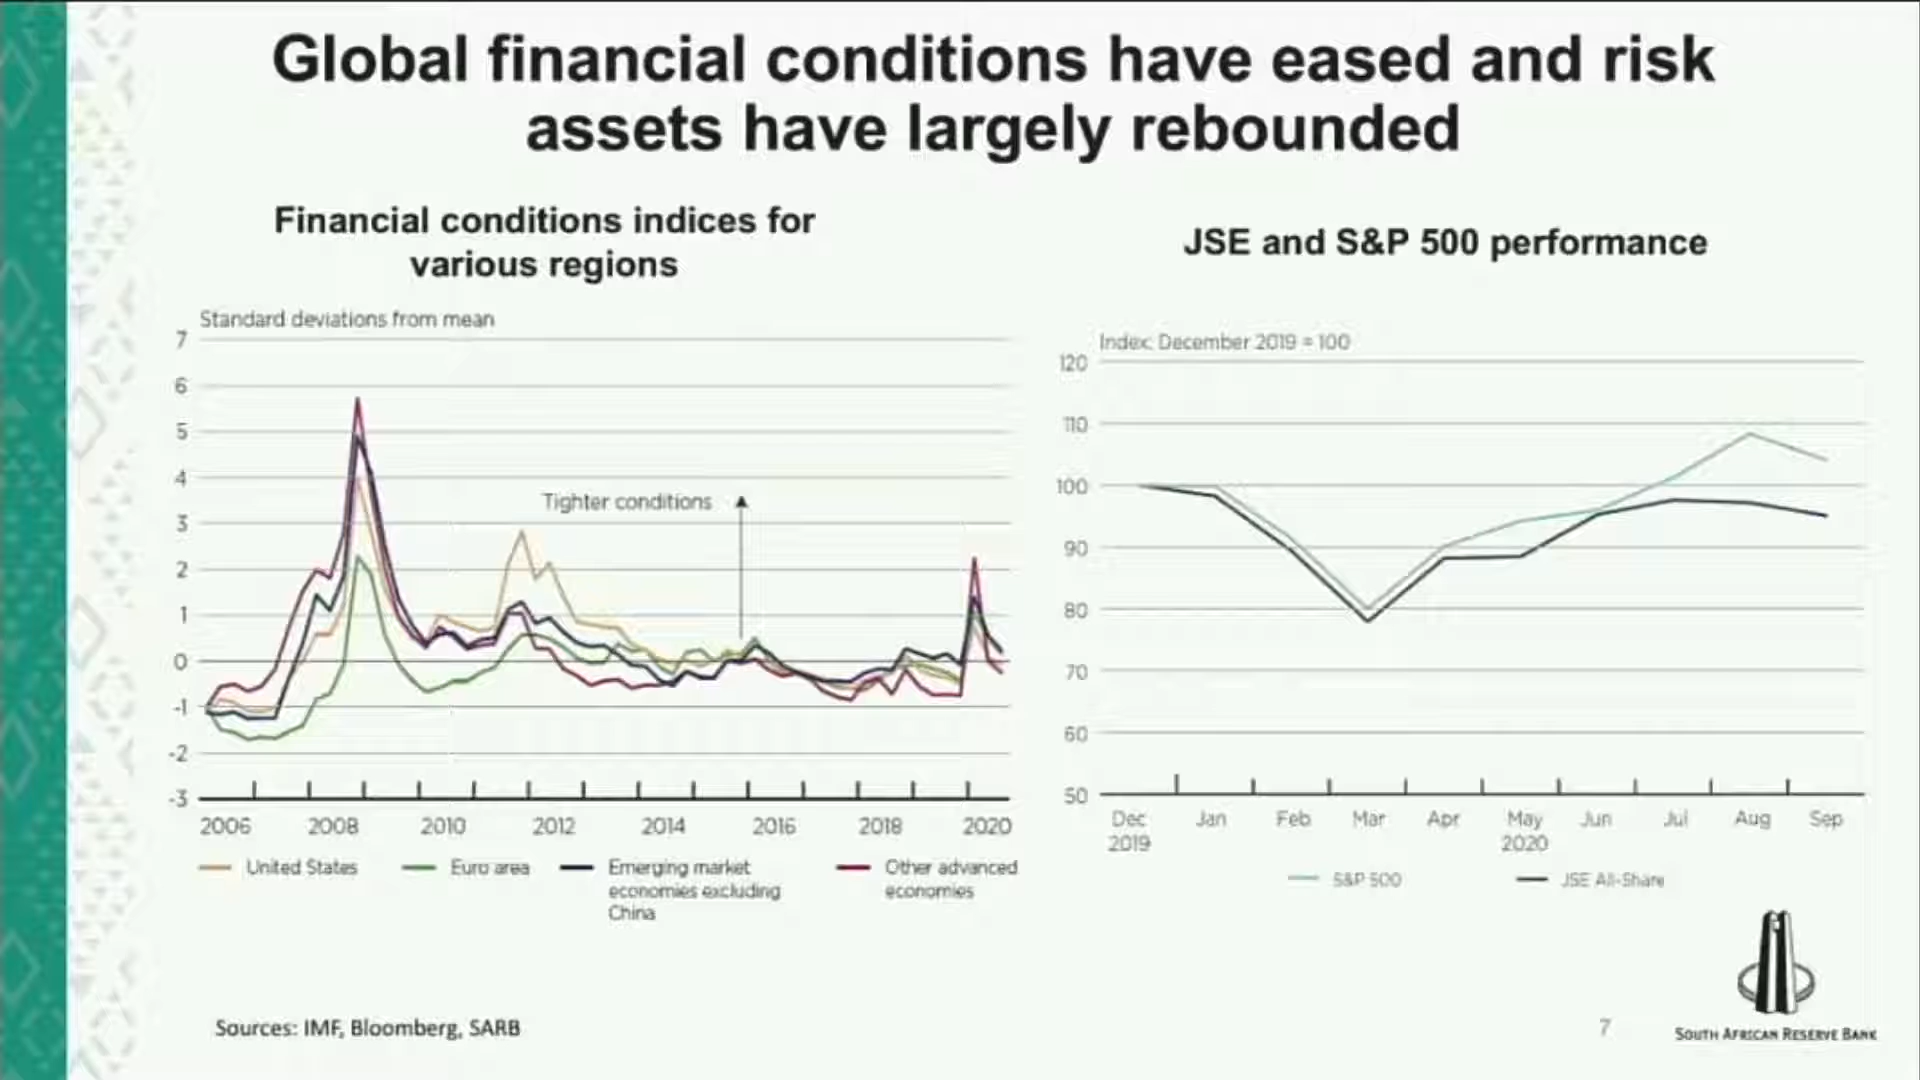 Global financial conditions have eased and risk
assets have largely rebounded
Financial conditions indices for
various regions
Standard deviations from mean
7
6
5
4
3
2
1
0
-1
-2
-3
Tighter conditions
2006 2008 2010 2012 2014 2016 2018 2020
United States Euro area Emerging market
economies excluding
China
Other advanced
economies
JSE and S&P 500 performance
Index: December 2019 = 100
120
110
100
90
80
70
60
50
Dec Jan Feb Mar Apr May Jun Jul Aug Sep
2019 2020
S&P 500 JSE All-Share
Sources: IMF, Bloomberg, SARB
7
SOUTH AFRICAN RESERVE BANK